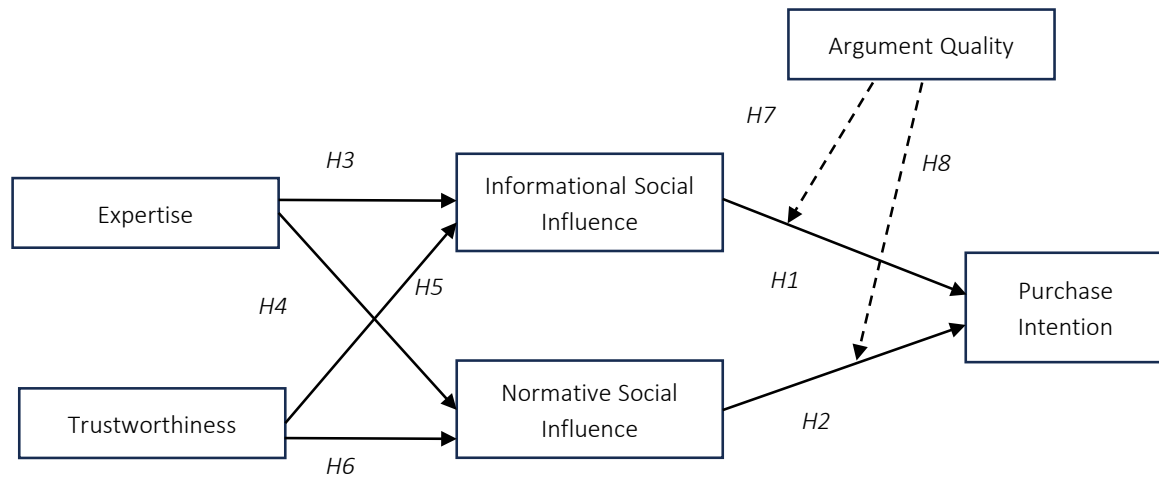 Argument Quality
H7
H3
H8
Informational Social
Influence
Expertise
H5
H1
H4
Purchase
Intention
Normative Social
Influence
Trustworthiness
H2
H6